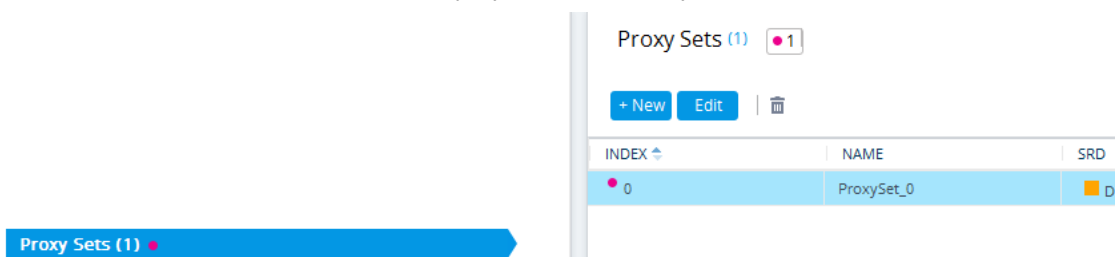 Proxy Sets (1) 1
+ New Edit
INDEX NAME SRD
0 ProxySet_0 D
Proxy Sets (1)